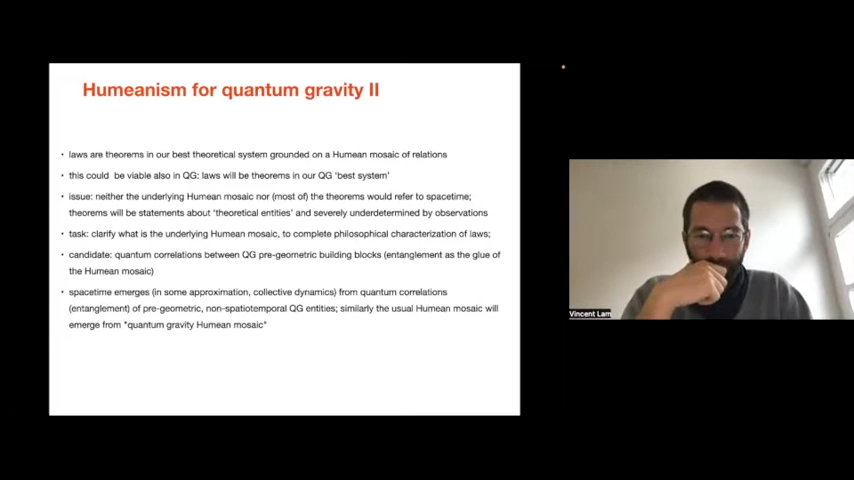 Humeanism for quantum gravity II
• laws are theorems in our best theoretical system grounded on a Humean mosaic of relations
• this could be viable also in QG: laws will be theorems in our QG 'best system'
• issue: neither the underlying Humean mosaic nor (most of) the theorems would refer to spacetime;
theorems will be statements about 'theoretical entities' and severely underdetermined by observations
• task: clarify what is the underlying Humean mosaic, to complete philosophical characterization of laws;
• candidate: quantum correlations between QG pre-geometric building blocks (entanglement as the glue of
the Humean mosaic)
• spacetime emerges (in some approximation, collective dynamics) from quantum correlations
(entanglement) of pre-geometric, non-spatiotemporal QG entities; similarly the usual Humean mosaic will
emerge from "quantum gravity Humean mosaic"
Vincent Lam